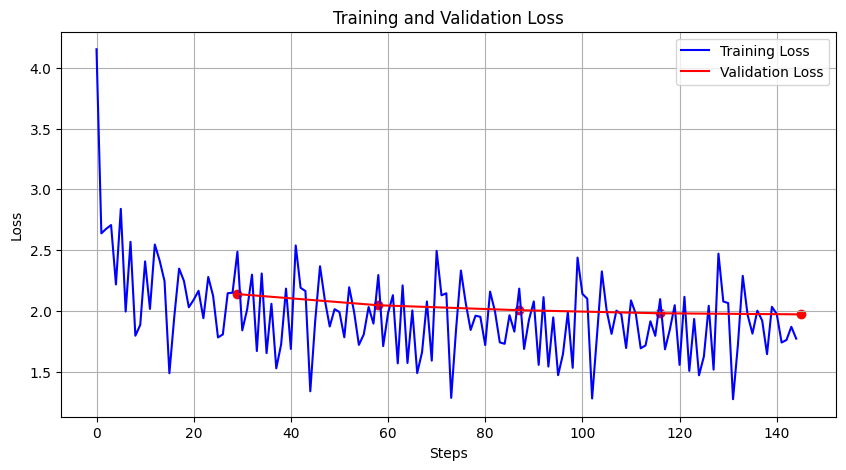 Training and Validation Loss
Training Loss
Validation Loss
4.0
3.5
3.0
2.5
2.0
1.5
Loss
0 20 40 60 80 100 120 140
Steps